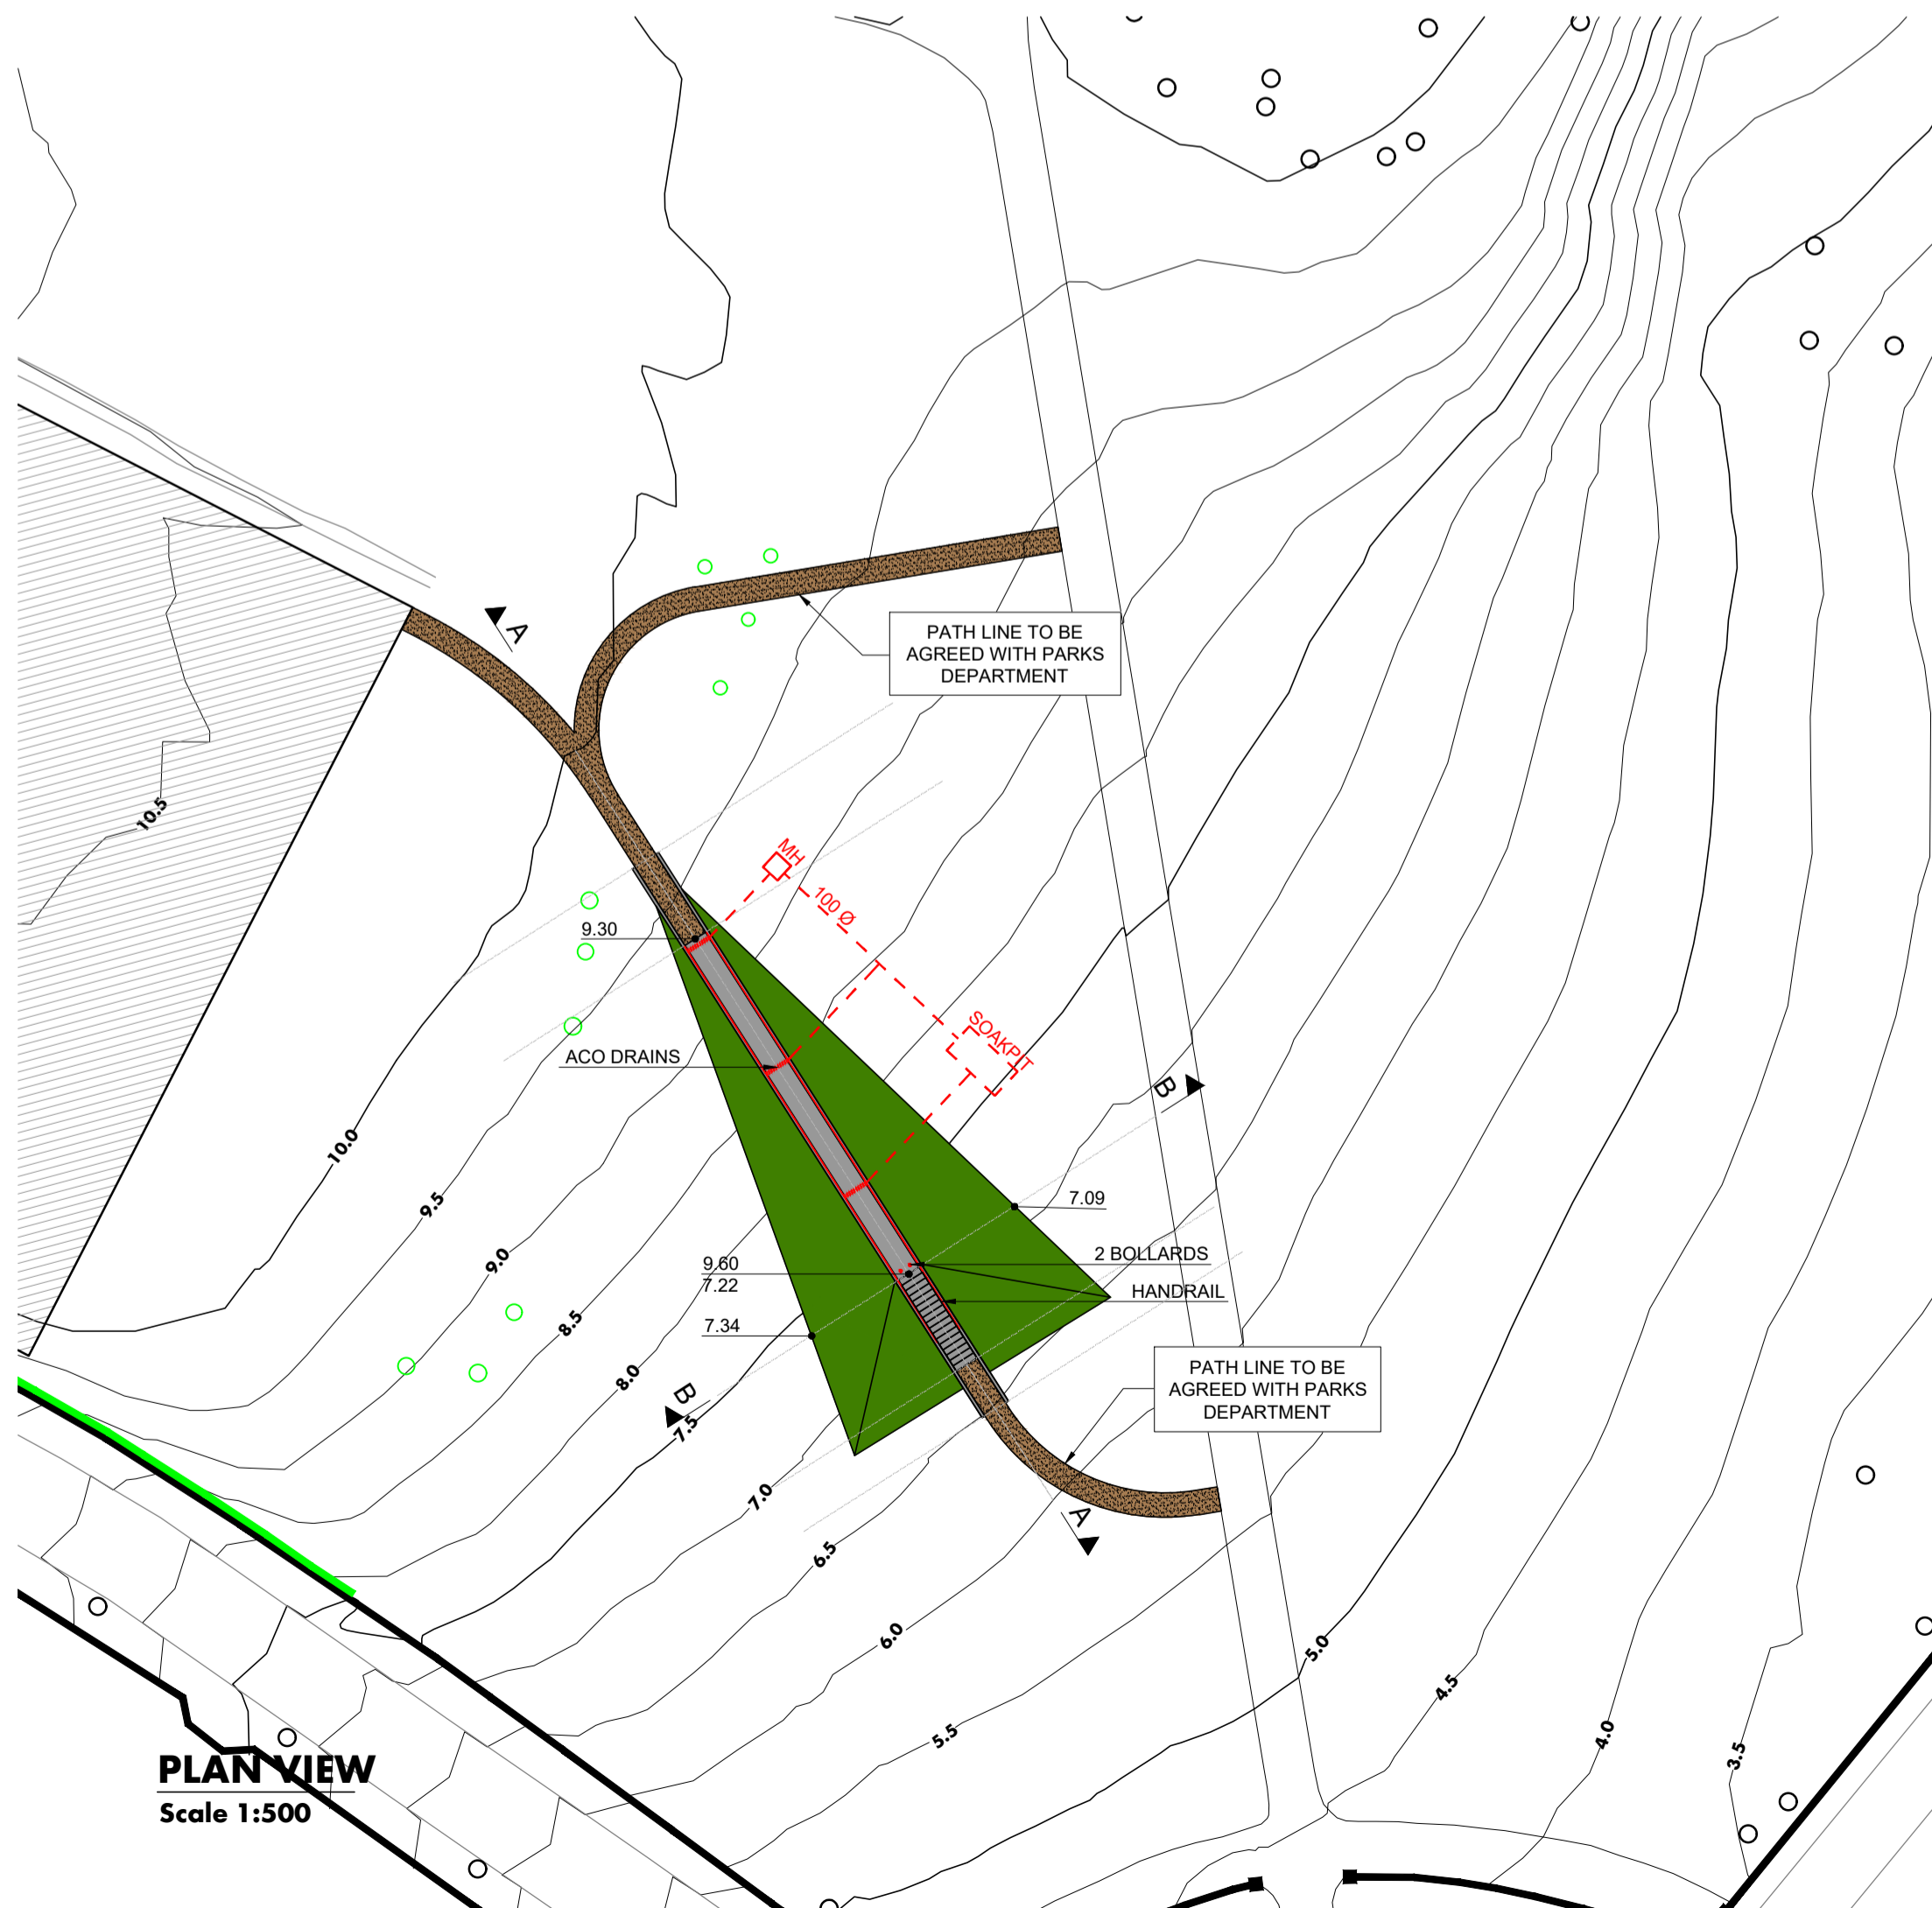 PATH LINE TO BE
AGREED WITH PARKS
DEPARTMENT
A
10.5
MH
100 Ø
9.30
SOAKPIT
ACO DRAINS
B
10.0
9.5
7.09
9.0
2 BOLLARDS
9.60
7.22
HANDRAIL
8.5
7.34
8.0
PATH LINE TO BE
AGREED WITH PARKS
DEPARTMENT
B
7.5
7.0
A
6.5
6.0
5.0
4.5
5.5
4.0
3.5
PLAN VIEW
Scale 1:500